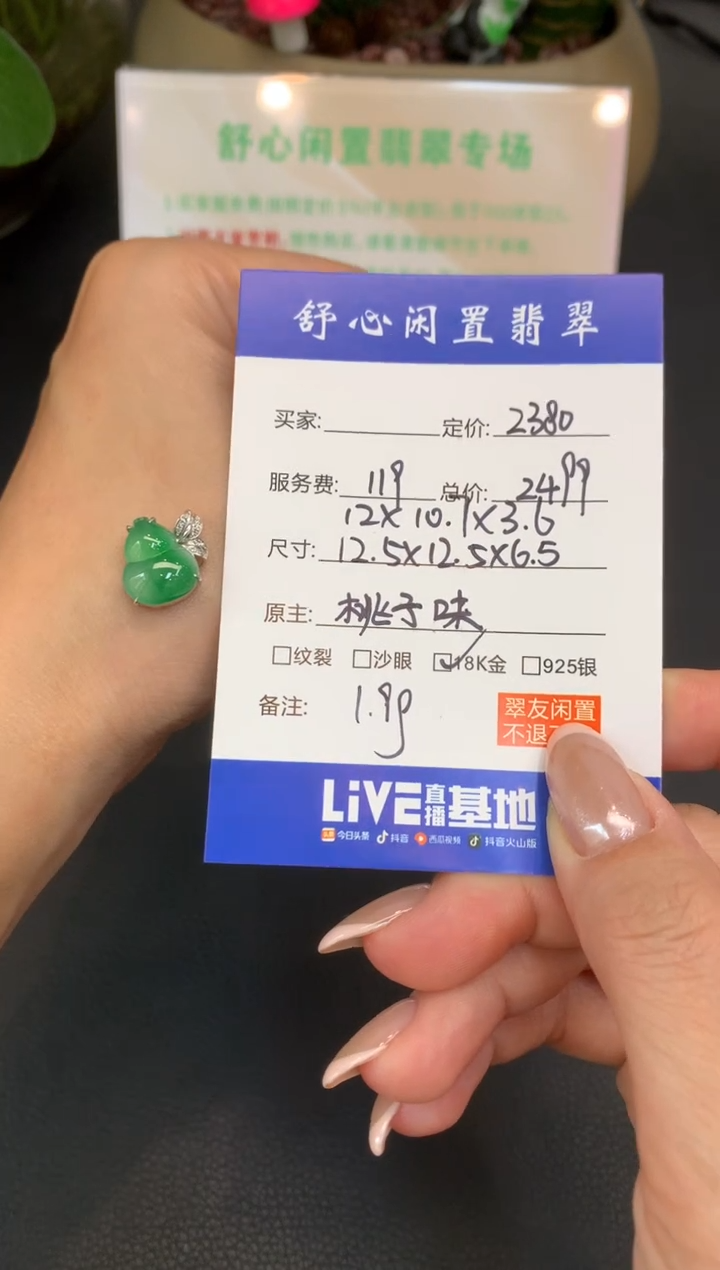 舒心闲置翡翠专场
舒心闲置翡翠
买家: 定价: 2380
服务费: 119 总价: 2499
12X10.9X3.6
尺寸: 12.5X12.5X6.5
原主: 桃子味
□纹裂 □沙眼 ☑18K金 □925银
备注: 1.9g
翠友闲置
不退
LIVE直播基地
今日头条 抖音 西瓜视频 抖音火山版